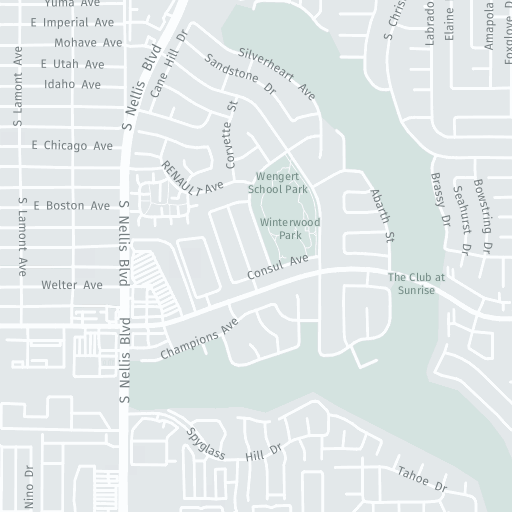 Yuma Ave
E Imperial Ave
Mohave Ave
E Utah Ave
Idaho Ave
S Lamont Ave
E Chicago Ave
S Nellis Blvd
Cane Hill Dr
Silverheart Ave
Sandstone Dr
S Chris
Labrado
Elaine
Amapola
Foxglove D
Corvette St
RENAULT Ave
Wengert
School Park
Winterwood
Park
Abarth St
Brassy Dr
Seahurst Dr
Bowstring Dr
E Boston Ave
S Lamont Ave
S Nellis Blvd
Welter Ave
Consul Ave
The Club at
Sunrise
Champions Ave
S Nellis Blvd
Spyglass Hill Dr
Tahoe Dr
Nino Dr